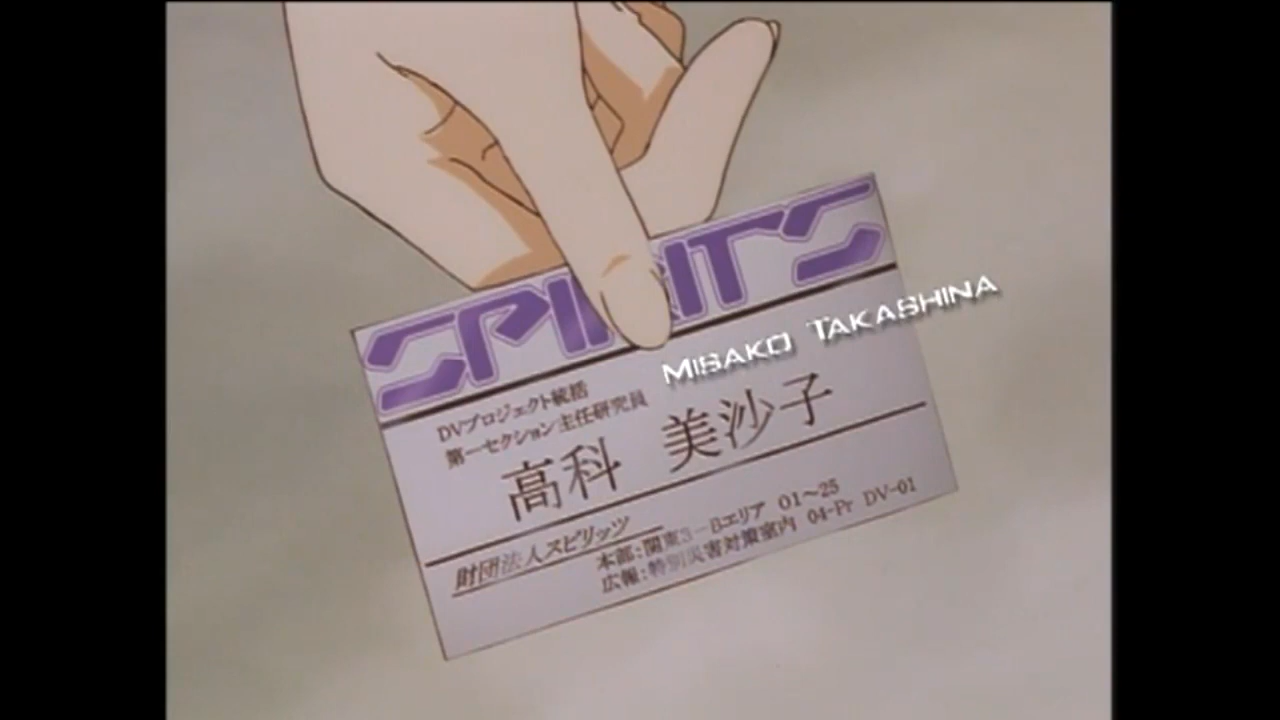 SPIRITS
MISAKO TAKASHINA
DVプロジェクト統括
第一セクション主任研究員
高科 美沙子
財団法人スピリッツ
本部:関東3-Bエリア 01~25
広報:特別災害対策室内 04-Pr DV-01